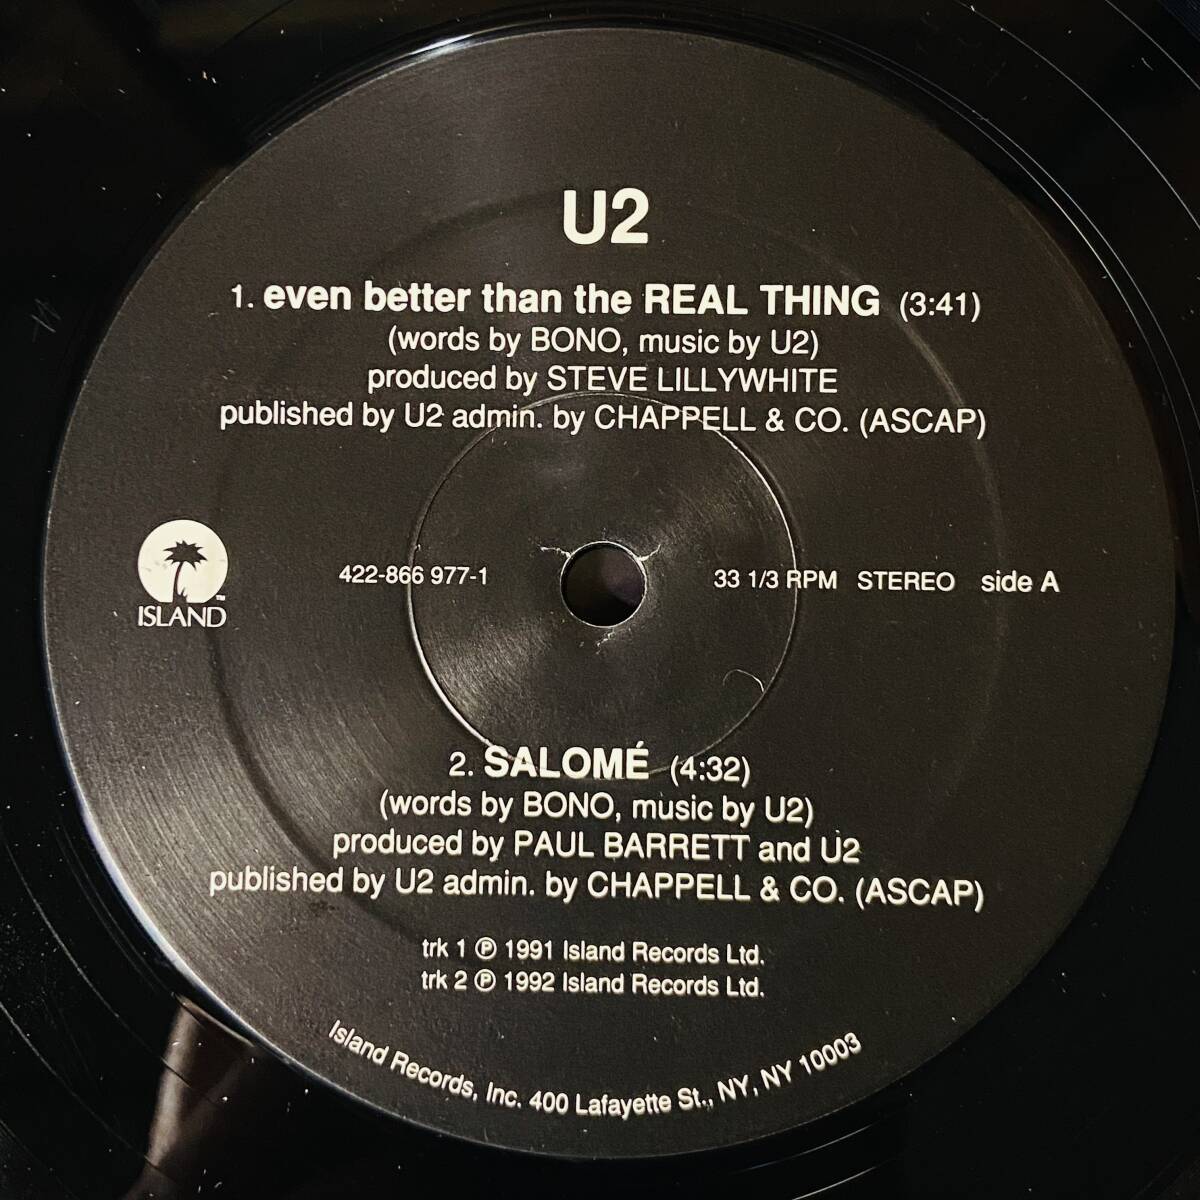 U2
1. even better than the REAL THING (3:41)
(words by BONO, music by U2)
produced by STEVE LILLYWHITE
published by U2 admin. by CHAPPELL & CO. (ASCAP)
ISLAND ™
422-866 977-1
33 1/3 RPM STEREO side A
2. SALOMÉ (4:32)
(words by BONO, music by U2)
produced by PAUL BARRETT and U2
published by U2 admin. by CHAPPELL & CO. (ASCAP)
trk 1 ℗ 1991 Island Records Ltd.
trk 2 ℗ 1992 Island Records Ltd.
Island Records, Inc. 400 Lafayette St., NY, NY 10003